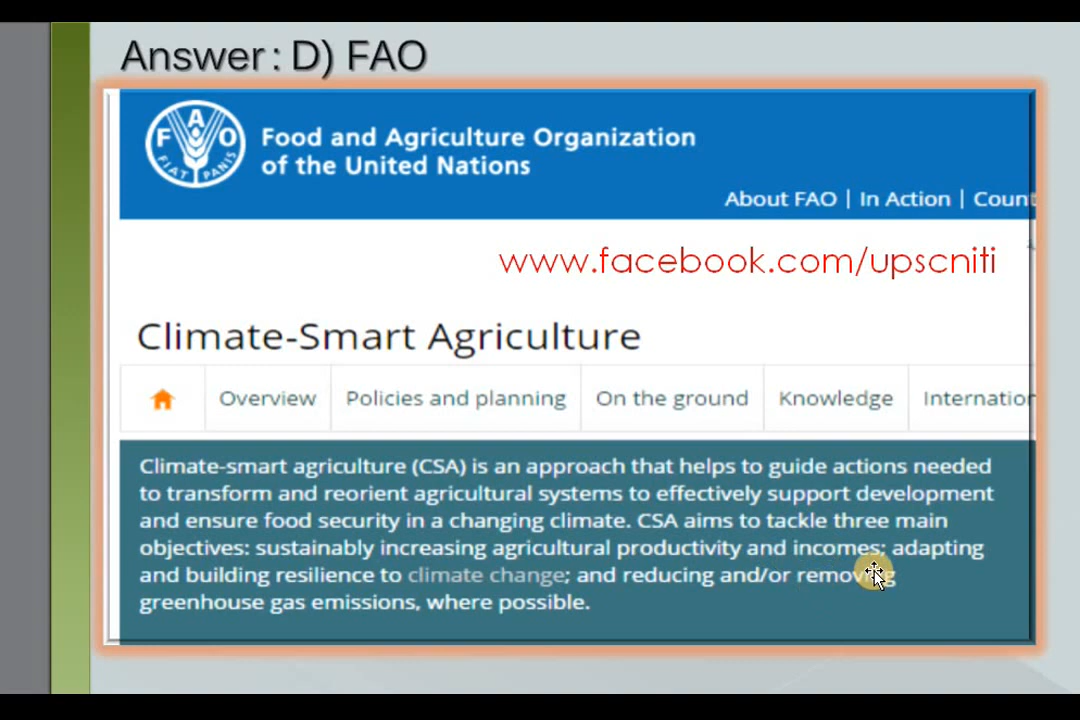 Answer: D) FAO
FAO
FIAT PANIS
Food and Agriculture Organization
of the United Nations
About FAO | In Action |
www.facebook.com/upscniti
Climate-Smart Agriculture
Overview
Policies and planning
On the ground
Knowledge
Climate-smart agriculture (CSA) is an approach that helps to guide actions needed
to transform and reorient agricultural systems to effectively support development
and ensure food security in a changing climate. CSA aims to tackle three main
objectives: sustainably increasing agricultural productivity and incomes; adapting
and building resilience to climate change; and reducing and/or removing
greenhouse gas emissions, where possible.